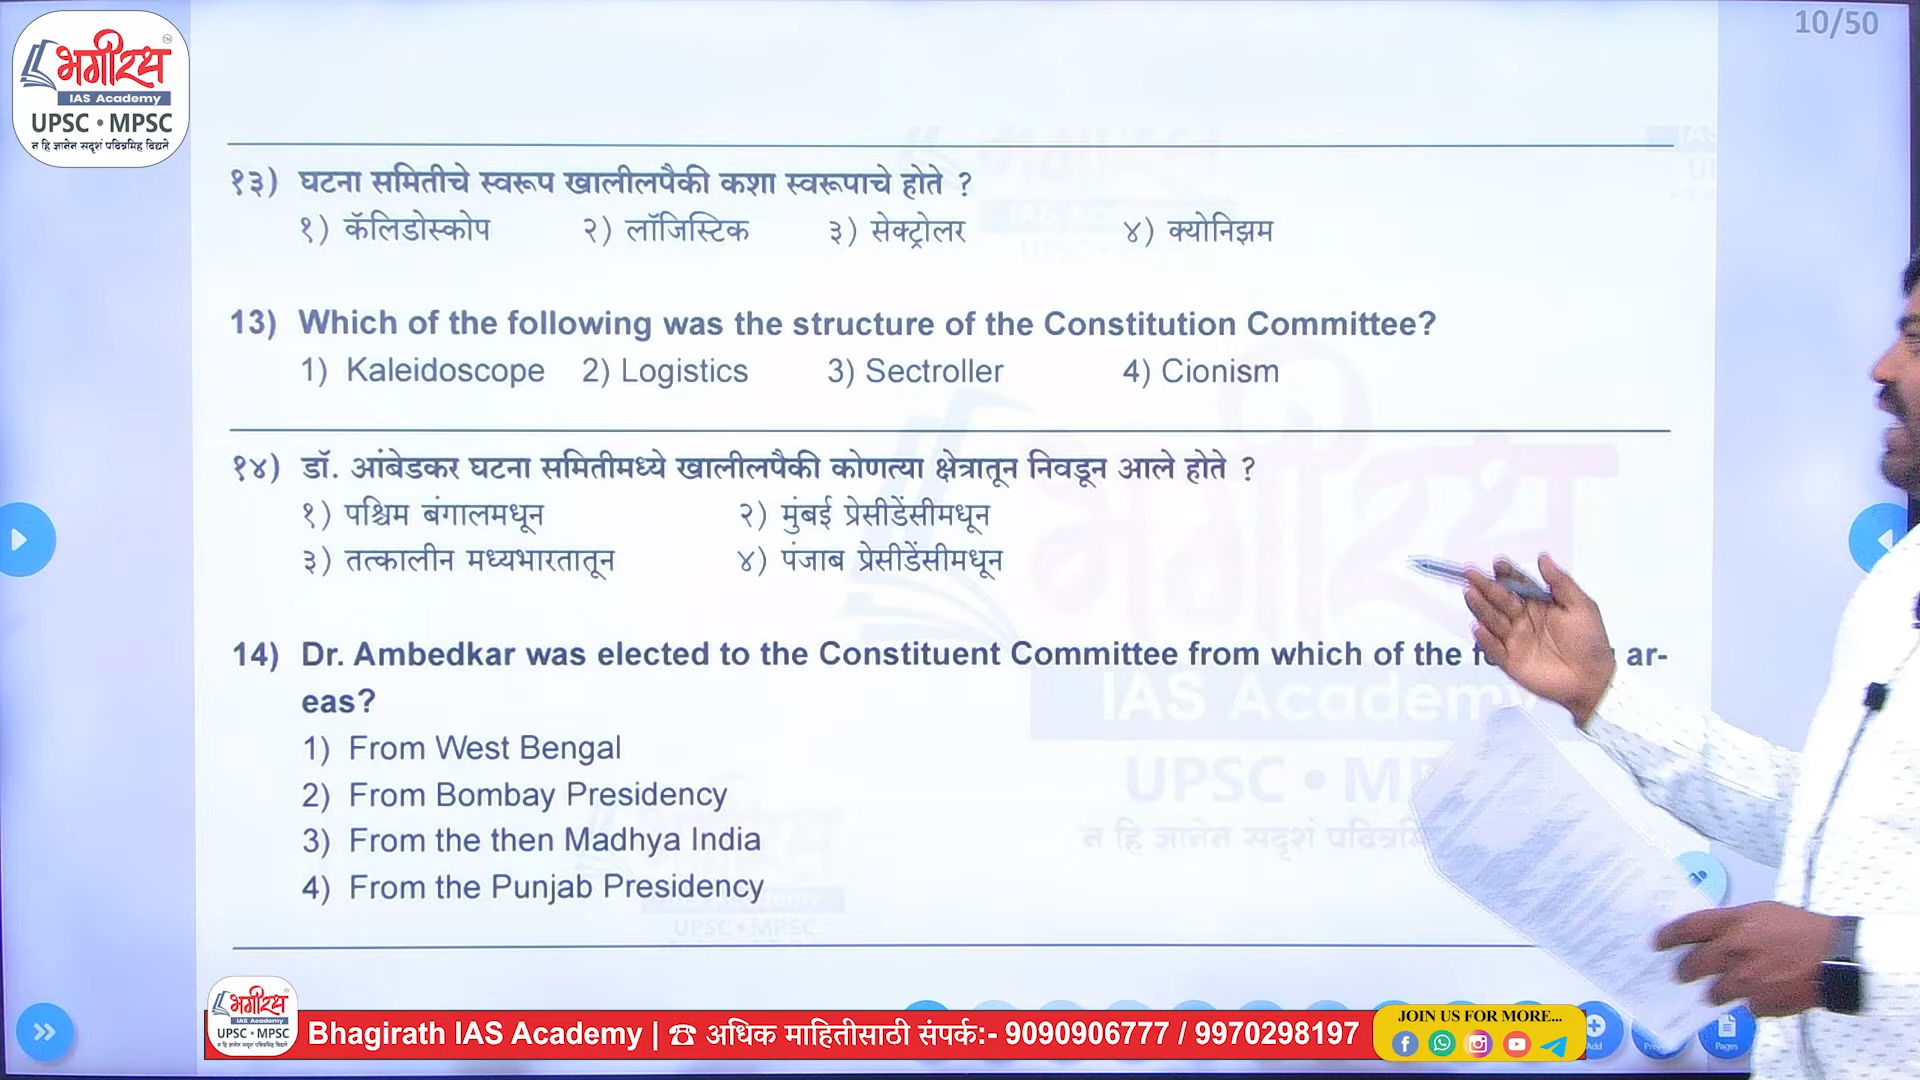 10/50
भगीरथ
IAS Academy
UPSC • MPSC
न हि ज्ञानेन सदृशं पवित्रमिह विद्यते
१३) घटना समितीचे स्वरूप खालीलपैकी कशा स्वरूपाचे होते ?
१) कॅलिडोस्कोप २) लॉजिस्टिक ३) सेक्ट्रोलर ४) क्योनिझम
13) Which of the following was the structure of the Constitution Committee?
1) Kaleidoscope 2) Logistics 3) Sectroller 4) Cionism
१४) डॉ. आंबेडकर घटना समितीमध्ये खालीलपैकी कोणत्या क्षेत्रातून निवडून आले होते ?
१) पश्चिम बंगालमधून २) मुंबई प्रेसीडेंसीमधून
३) तत्कालीन मध्यभारतातून ४) पंजाब प्रेसीडेंसीमधून
14) Dr. Ambedkar was elected to the Constituent Committee from which of the ar-
eas?
1) From West Bengal
2) From Bombay Presidency
3) From the then Madhya India
4) From the Punjab Presidency
भगीरथ
IAS Academy
UPSC • MPSC
न हि ज्ञानेन सदृशं पवित्रमिह विद्यते
Bhagirath IAS Academy | ☎ अधिक माहितीसाठी संपर्क:- 9090906777 / 9970298197
JOIN US FOR MORE...
Add
Pages